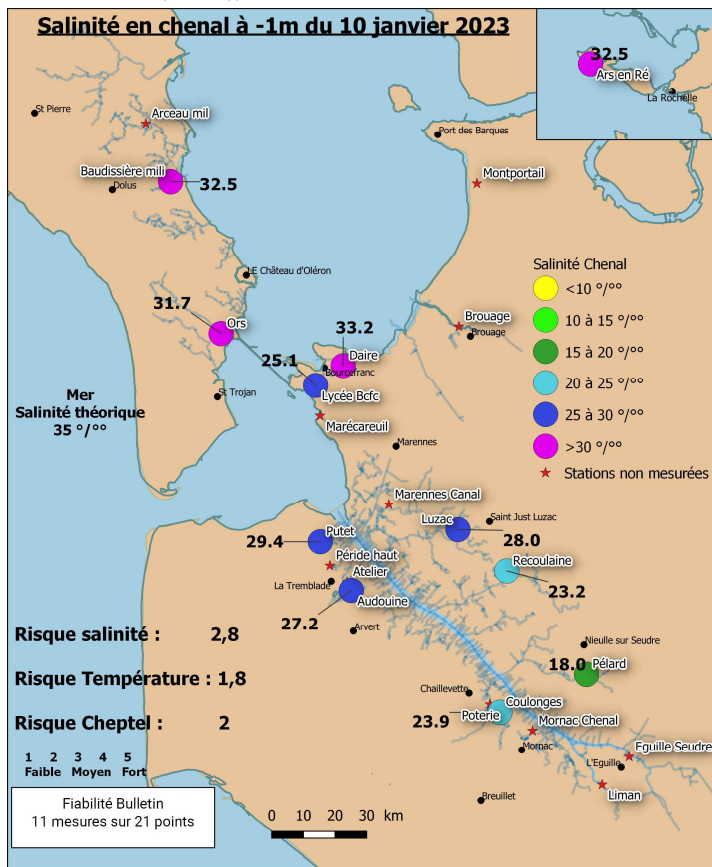 Salinité en chenal à -1m du 10 janvier 2023
32.5
Ars en Ré
La Rochelle
St Pierre
Arceau mil
Port des Barques
Baudissière mili
Dolus
32.5
Montportail
LE Château d'Oléron
Salinité Chenal
<10 °/°°
10 à 15 °/°°
15 à 20 °/°°
20 à 25 °/°°
25 à 30 °/°°
>30 °/°°
Stations non mesurées
31.7
Ors
33.2
Daire
Brouage
Brouage
25.1
Bourcefranc
Lycée Bcfc
St Trojan
Mer
Salinité théorique
35 °/°°
Marécareuil
Marennes
Marennes Canal
Luzac
Saint Just Luzac
28.0
Putet
29.4
Péride haut
Atelier
La Tremblade
Audouine
27.2
Arvert
Recoulaine
23.2
Risque salinité : 2,8
Risque Température : 1,8
Risque Cheptel : 2
Nieulle sur Seudre
18.0
Pélard
Chaillevette
Coulonges
Poterie
23.9
Mornac Chenal
Mornac
Eguille Seudre
L'Eguille
Liman
Breuillet
1 2 3 4 5
Faible Moyen Fort
Fiabilité Bulletin
11 mesures sur 21 points
0 10 20 30 km